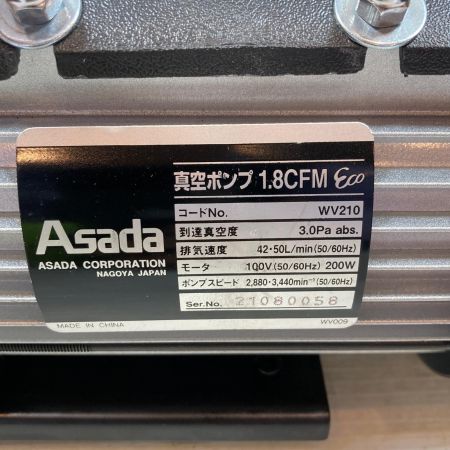 真空ポンプ 1.8CFM Eco
コードNo. WV210
到達真空度 3.0Pa abs.
排気速度 42・50L/min(50/60Hz)
モータ 100V(50/60Hz) 200W
ポンプスピード 2,880・3,440min⁻¹(50/60Hz)
Ser.No. 21080058
Asada
ASADA CORPORATION
NAGOYA JAPAN
MADE IN CHINA
WV009